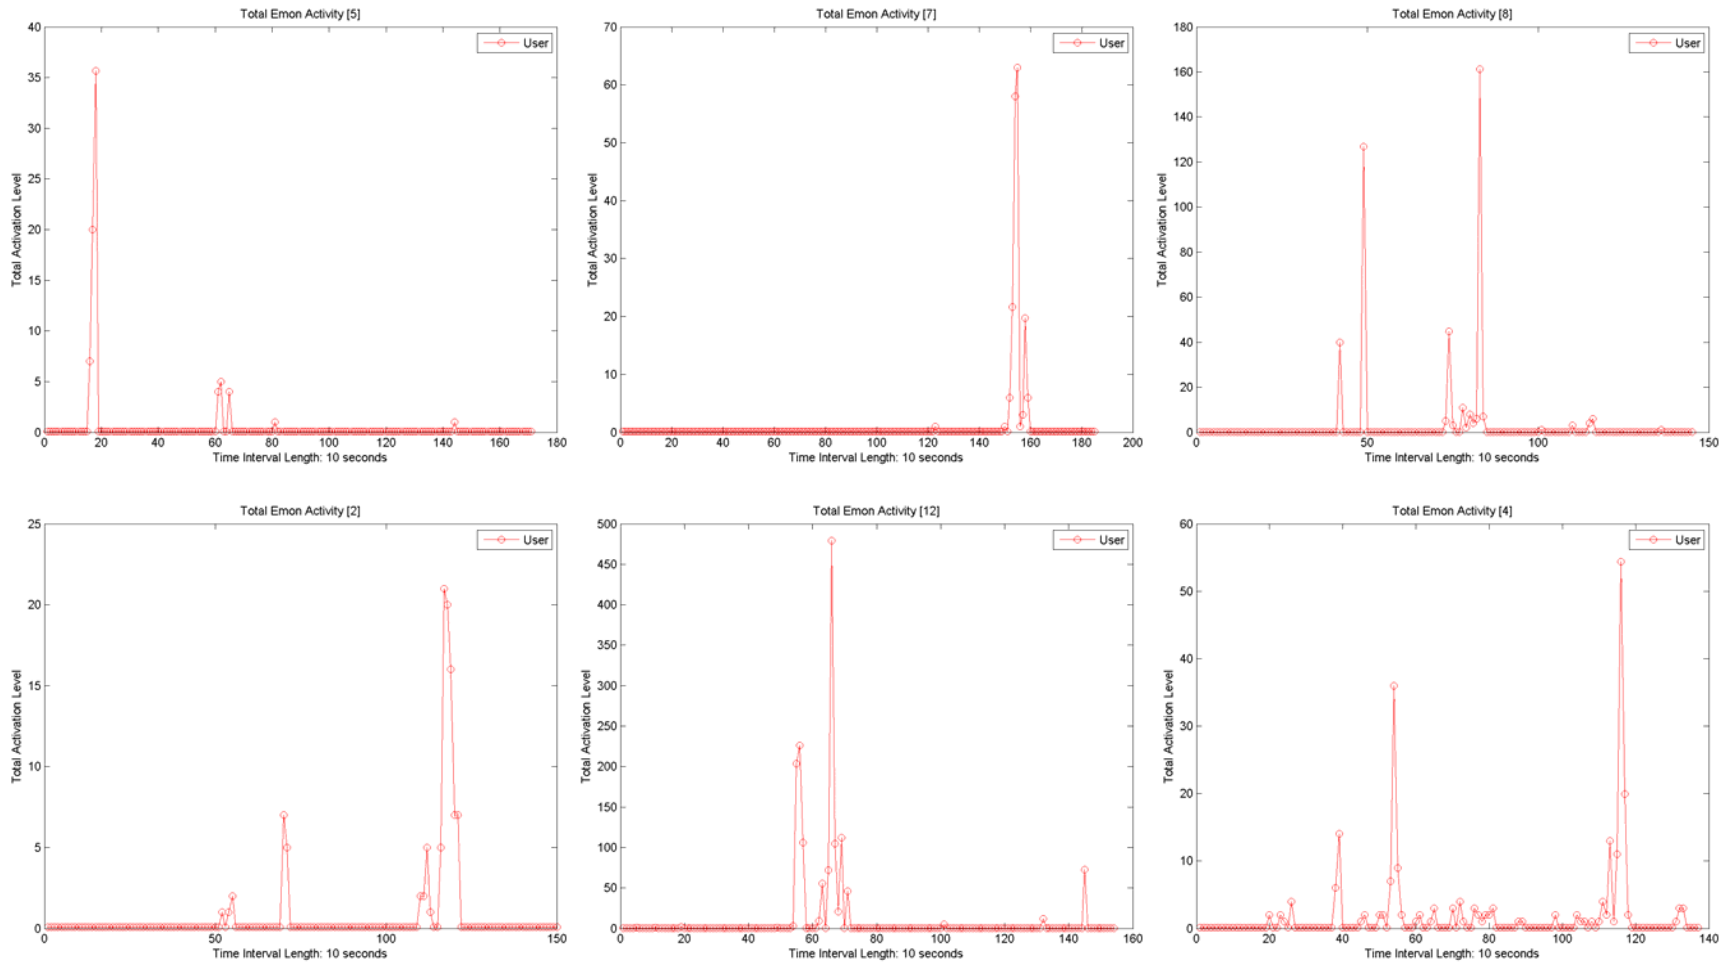 Total Emon Activity [5]
User
40
35
30
25
20
15
10
5
0
Total Activation Level
0 20 40 60 80 100 120 140 160 180
Time Interval Length: 10 seconds
Total Emon Activity [7]
User
70
60
50
40
30
20
10
0
Total Activation Level
0 20 40 60 80 100 120 140 160 180 200
Time Interval Length: 10 seconds
Total Emon Activity [8]
User
180
160
140
120
100
80
60
40
20
0
Total Activation Level
0 50 100 150
Time Interval Length: 10 seconds
Total Emon Activity [2]
User
25
20
15
10
5
0
Total Activation Level
0 50 100 150
Time Interval Length: 10 seconds
Total Emon Activity [12]
User
500
450
400
350
300
250
200
150
100
50
0
Total Activation Level
0 20 40 60 80 100 120 140 160
Time Interval Length: 10 seconds
Total Emon Activity [4]
User
60
50
40
30
20
10
0
Total Activation Level
0 20 40 60 80 100 120 140
Time Interval Length: 10 seconds